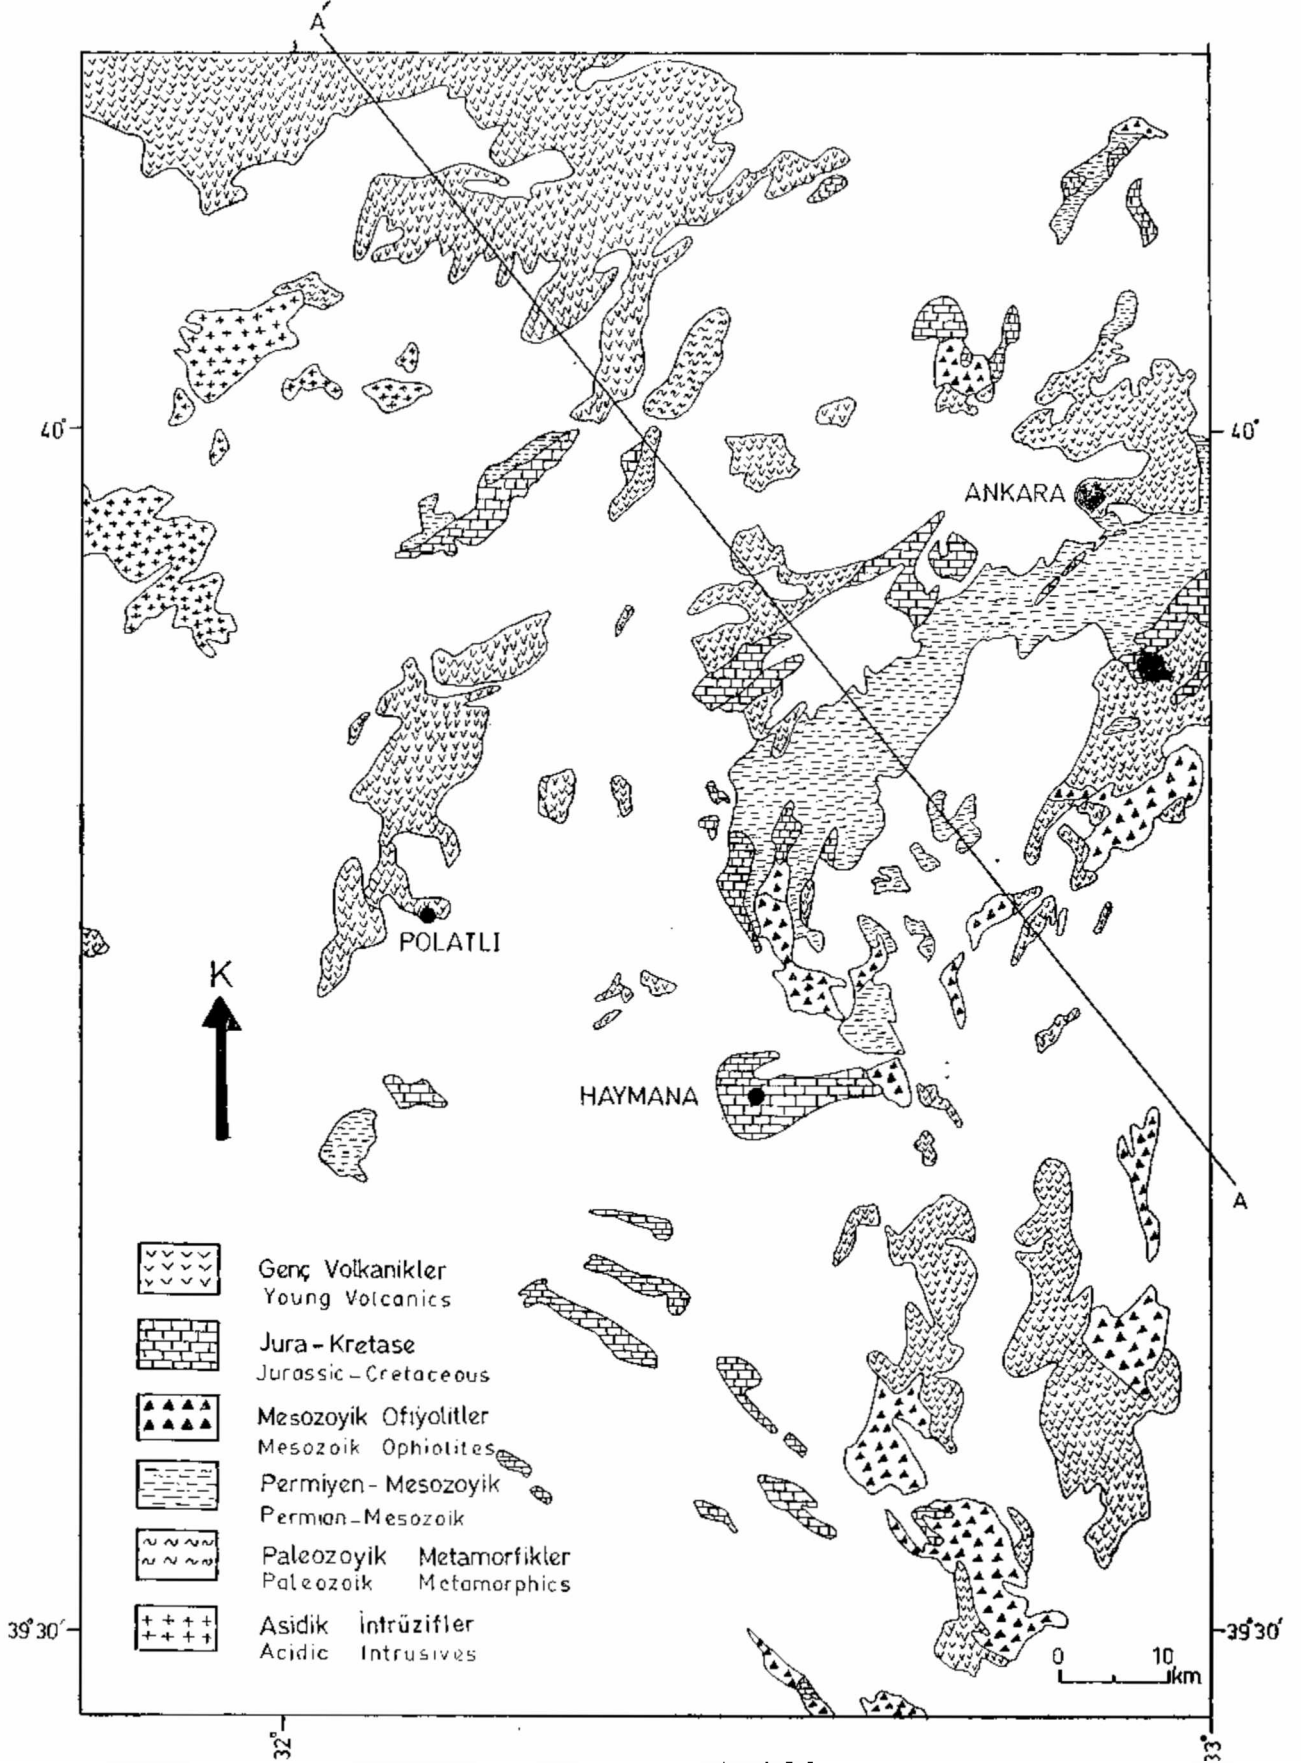 A′
40°
40°
ANKARA
POLATLI
K
HAYMANA
A
Genç Volkanikler
Young Volcanics
Jura-Kretase
Jurassic-Cretaceous
Mesozoyik Ofiyolitler
Mesozoik Ophiolites
Permiyen-Mesozoyik
Permian-Mesozoik
Paleozoyik Metamorfikler
Paleozoik Metamorphics
Asidik İntrüzifler
Acidic Intrusives
39°30′
39°30′
0 10
km
32°
33°